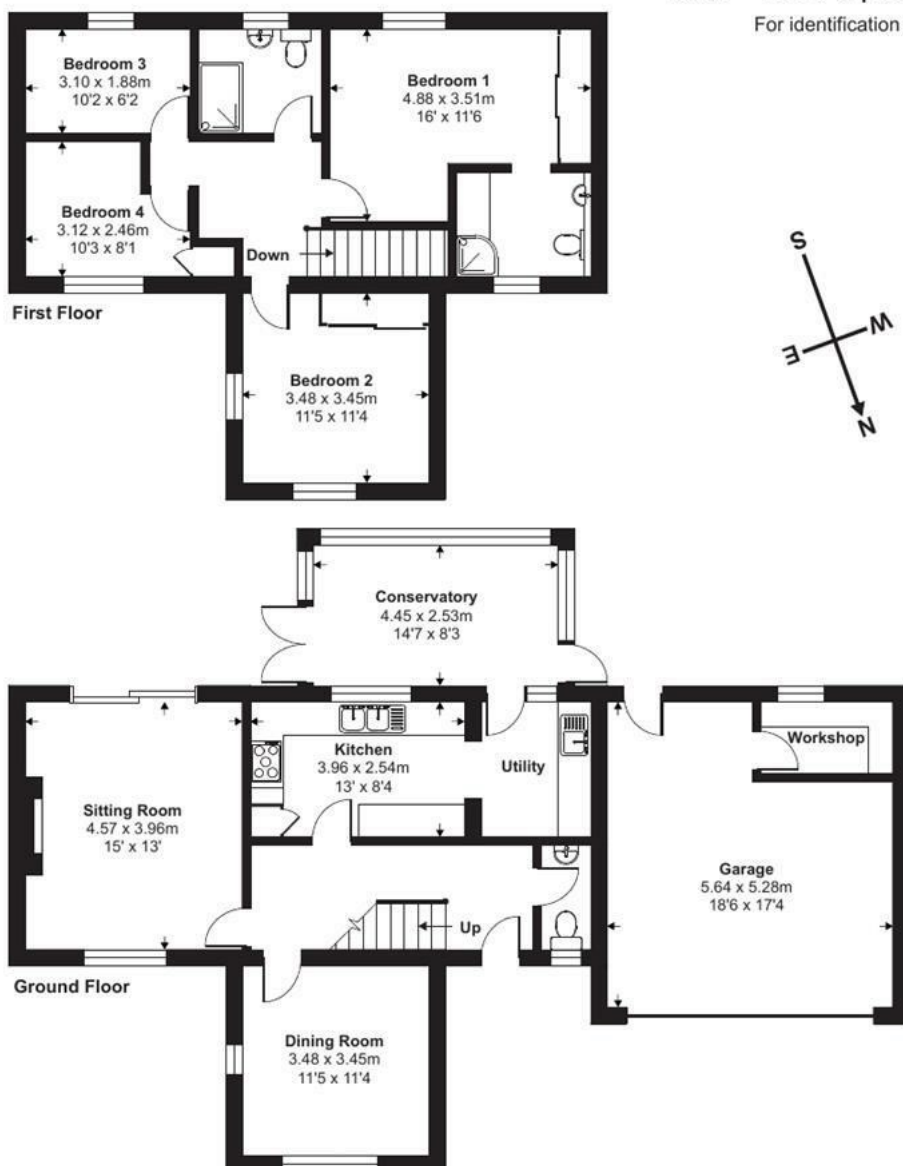 For identification
Bedroom 3
3.10 x 1.88m
10'2 x 6'2
Bedroom 1
4.88 x 3.51m
16' x 11'6
Bedroom 4
3.12 x 2.46m
10'3 x 8'1
Down
First Floor
Bedroom 2
3.48 x 3.45m
11'5 x 11'4
S
W
E
N
Conservatory
4.45 x 2.53m
14'7 x 8'3
Kitchen
3.96 x 2.54m
13' x 8'4
Utility
Workshop
Sitting Room
4.57 x 3.96m
15' x 13'
Garage
5.64 x 5.28m
18'6 x 17'4
Up
Ground Floor
Dining Room
3.48 x 3.45m
11'5 x 11'4